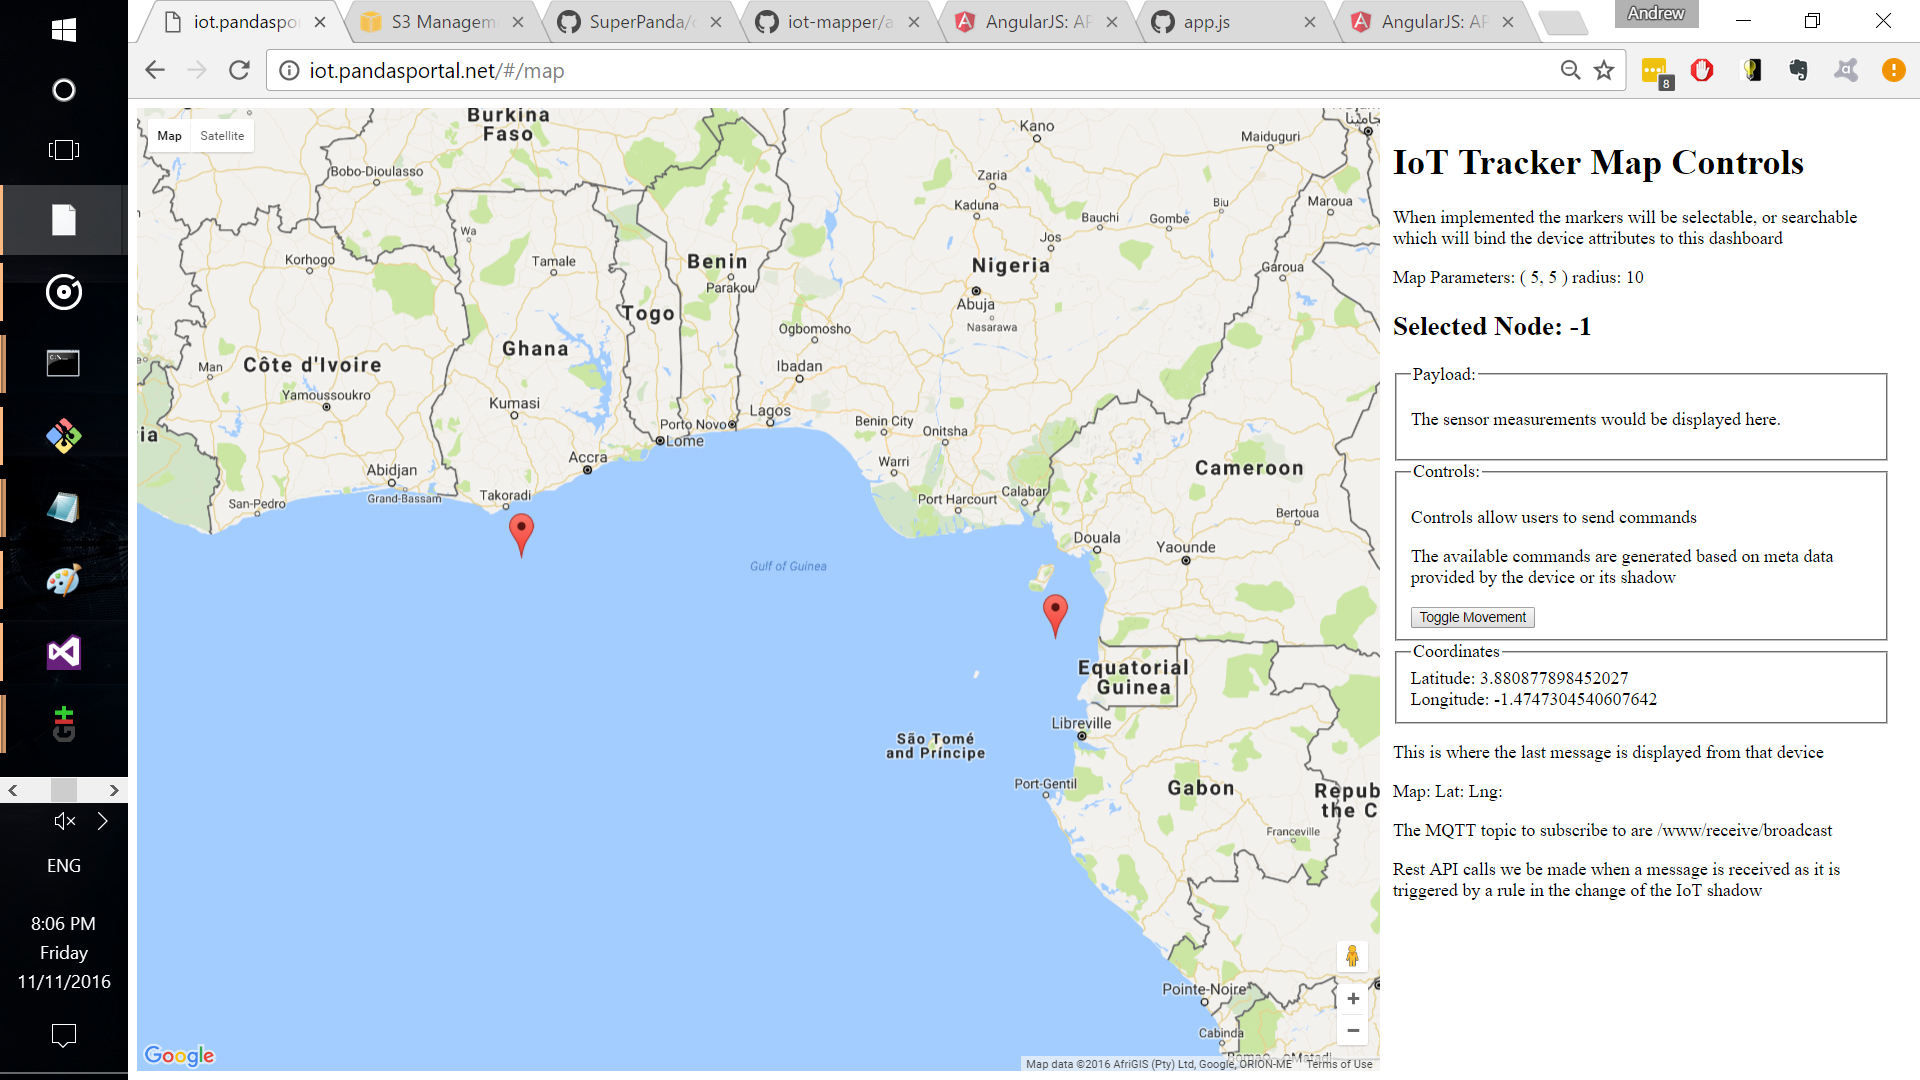 iot.pandaspo
S3 Managem
SuperPanda/
iot-mapper/a
AngularJS: AP
app.js
AngularJS: AP
Andrew
iot.pandasportal.net/#/map
8
Map
Satellite
Burkina
Faso
Kano
Maiduguri
Bobo-Dioulasso
Zaria
Kaduna
Bauchi
Gombe
Biu
Maroua
Wa
Jos
Korhogo
Tamale
Benin
Parakou
Nigeria
Garoua
Abuja
Nasarawa
Togo
Ogbomosho
Ghana
Man
Côte d'Ivoire
Ibadan
Yamoussoukro
Kumasi
Lagos
Porto Novo
Lome
Benin City
Onitsha
ia
Accra
Warri
Cameroon
Abidjan
Grand-Bassam
San-Pedro
Takoradi
Port Harcourt
Calabar
Bertoua
Douala
Yaounde
Gulf of Guinea
Equatorial
Guinea
Libreville
São Tomé
and Príncipe
Port-Gentil
Gabon
Repub
the C
Franceville
Pointe-Noire
Cabinda
Matadi
Google
Map data ©2016 AfriGIS (Pty) Ltd, Google, ORION-ME
Terms of Use
IoT Tracker Map Controls
When implemented the markers will be selectable, or searchable
which will bind the device attributes to this dashboard
Map Parameters: ( 5, 5 ) radius: 10
Selected Node: -1
Payload:
The sensor measurements would be displayed here.
Controls:
Controls allow users to send commands
The available commands are generated based on meta data
provided by the device or its shadow
Toggle Movement
Coordinates
Latitude: 3.880877898452027
Longitude: -1.4747304540607642
This is where the last message is displayed from that device
Map: Lat: Lng:
The MQTT topic to subscribe to are /www/receive/broadcast
Rest API calls we be made when a message is received as it is
triggered by a rule in the change of the IoT shadow
ENG
8:06 PM
Friday
11/11/2016